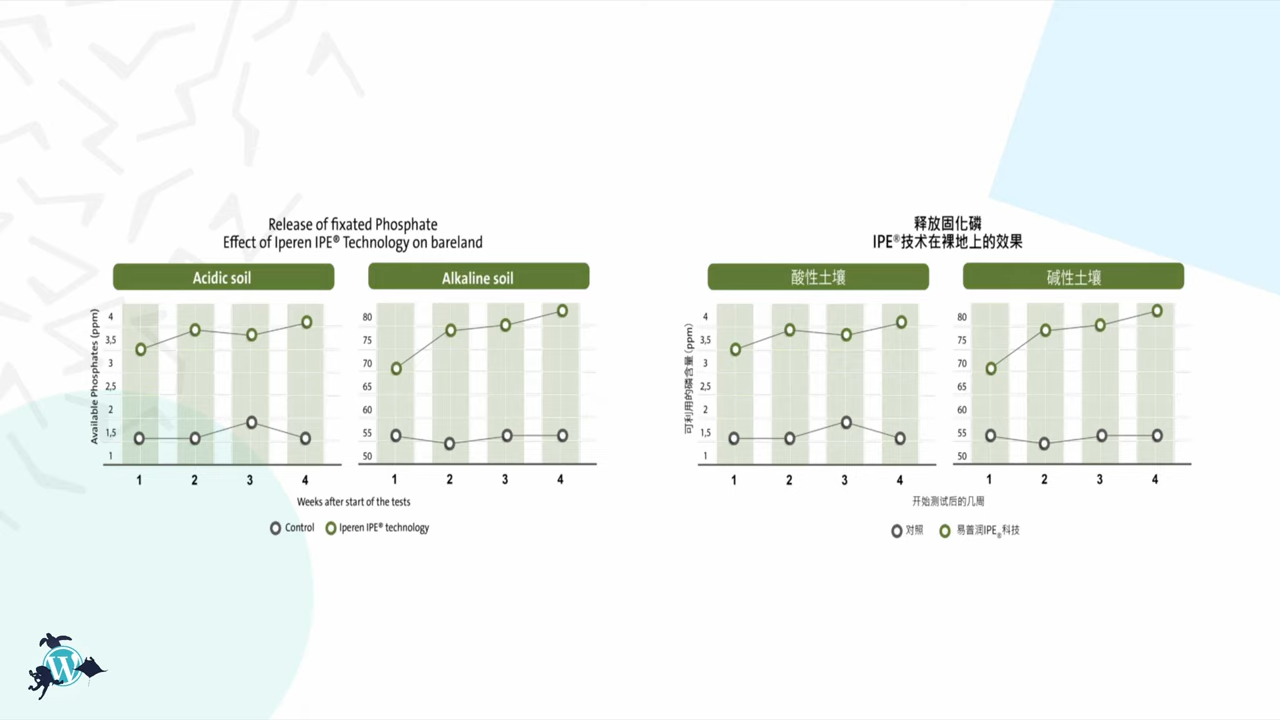 Release of fixated Phosphate
Effect of Iperen IPE® Technology on bareland
Acidic soil
Alkaline soil
Available Phosphates (ppm)
4
3,5
3
2,5
2
1,5
1
80
75
70
65
60
55
50
1 2 3 4
1 2 3 4
Weeks after start of the tests
Control
Iperen IPE® technology
释放固化磷
IPE®技术在裸地上的效果
酸性土壤
碱性土壤
可利用的磷含量 (ppm)
4
3,5
3
2,5
2
1,5
1
80
75
70
65
60
55
50
1 2 3 4
1 2 3 4
开始测试后的几周
对照
易普润IPE®科技
W